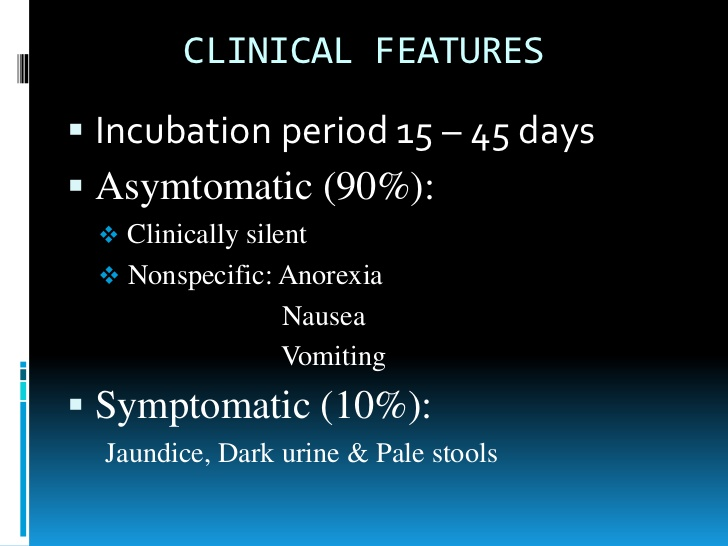 CLINICAL FEATURES
Incubation period 15 – 45 days
Asymtomatic (90%):
Clinically silent
Nonspecific: Anorexia
Nausea
Vomiting
Symptomatic (10%):
Jaundice, Dark urine & Pale stools